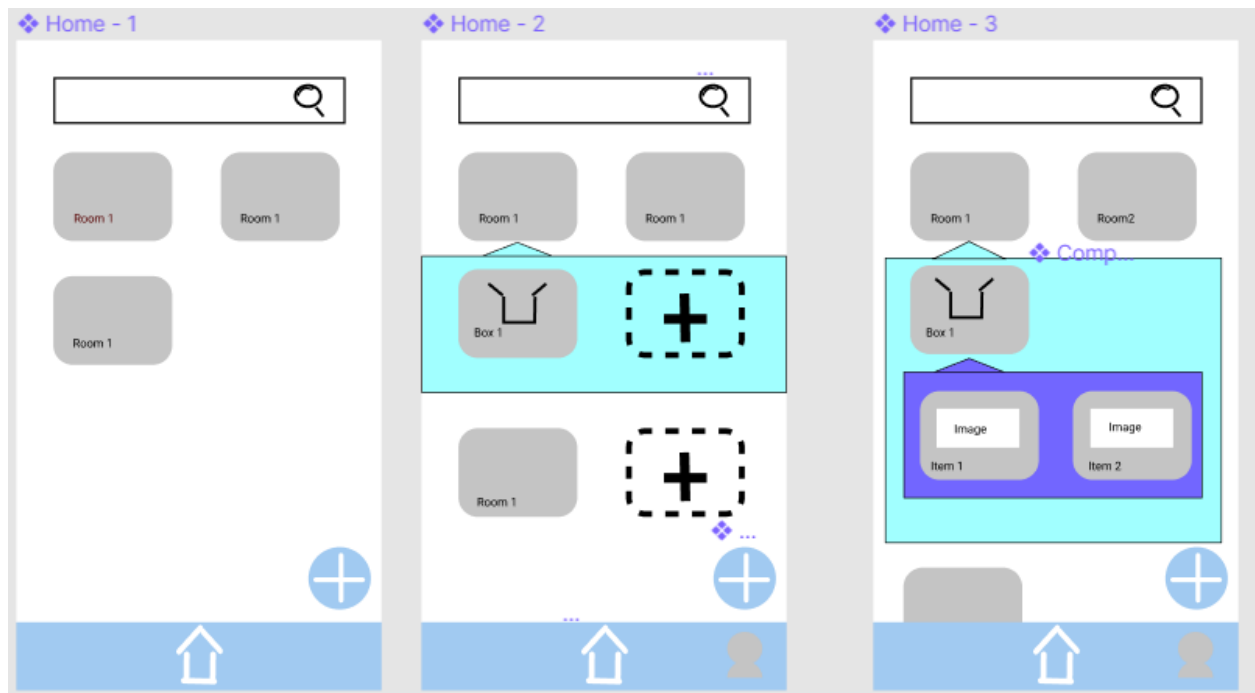 Home - 1
Room 1
Room 1
Room 1
Home - 2
...
Room 1
Room 1
Box 1
Room 1
...
...
Home - 3
Room 1
Room2
Comp...
Box 1
Image
Image
Item 1
Item 2